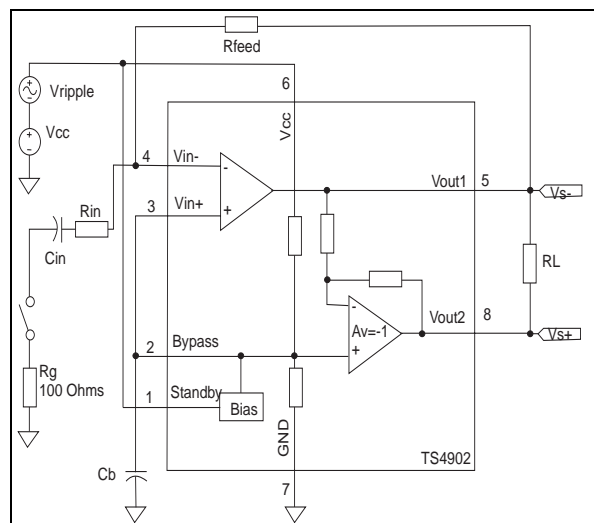 Rfeed
Vripple
6
Vcc
Vcc
4
Vin-
-
Vout1
5
Vs-
3
Vin+
+
Rin
Cin
RL
-
Vout2
8
Vs+
Av=-1
2
Bypass
+
Rg
100 Ohms
1
Standby
Bias
GND
TS4902
Cb
7